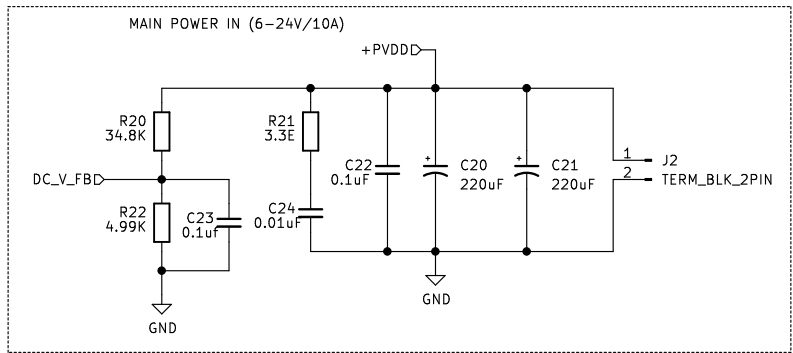 MAIN POWER IN (6-24V/10A)
+PVDD
R20
34.8K
R21
3.3E
C22
0.1uF
C20
220uF
C21
220uF
1
J2
2
TERM_BLK_2PIN
DC_V_FB
R22
4.99K
C23
0.1uf
C24
0.01uF
+
+
GND
GND